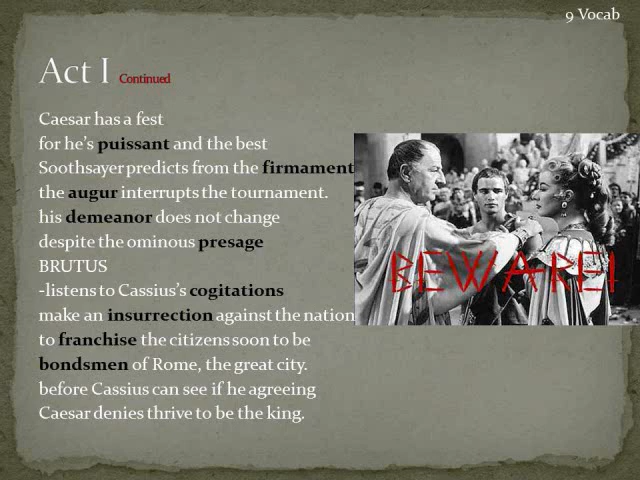 9 Vocab
Act I Continued
Caesar has a fest
for he's puissant and the best
Soothsayer predicts from the firmament
the augur interrupts the tournament.
his demeanor does not change
despite the ominous presage
BRUTUS
-listens to Cassius's cogitations
make an insurrection against the nation
to franchise the citizens soon to be
bondsmen of Rome, the great city.
before Cassius can see if he agreeing
Caesar denies thrive to be the king.
BEWARE!